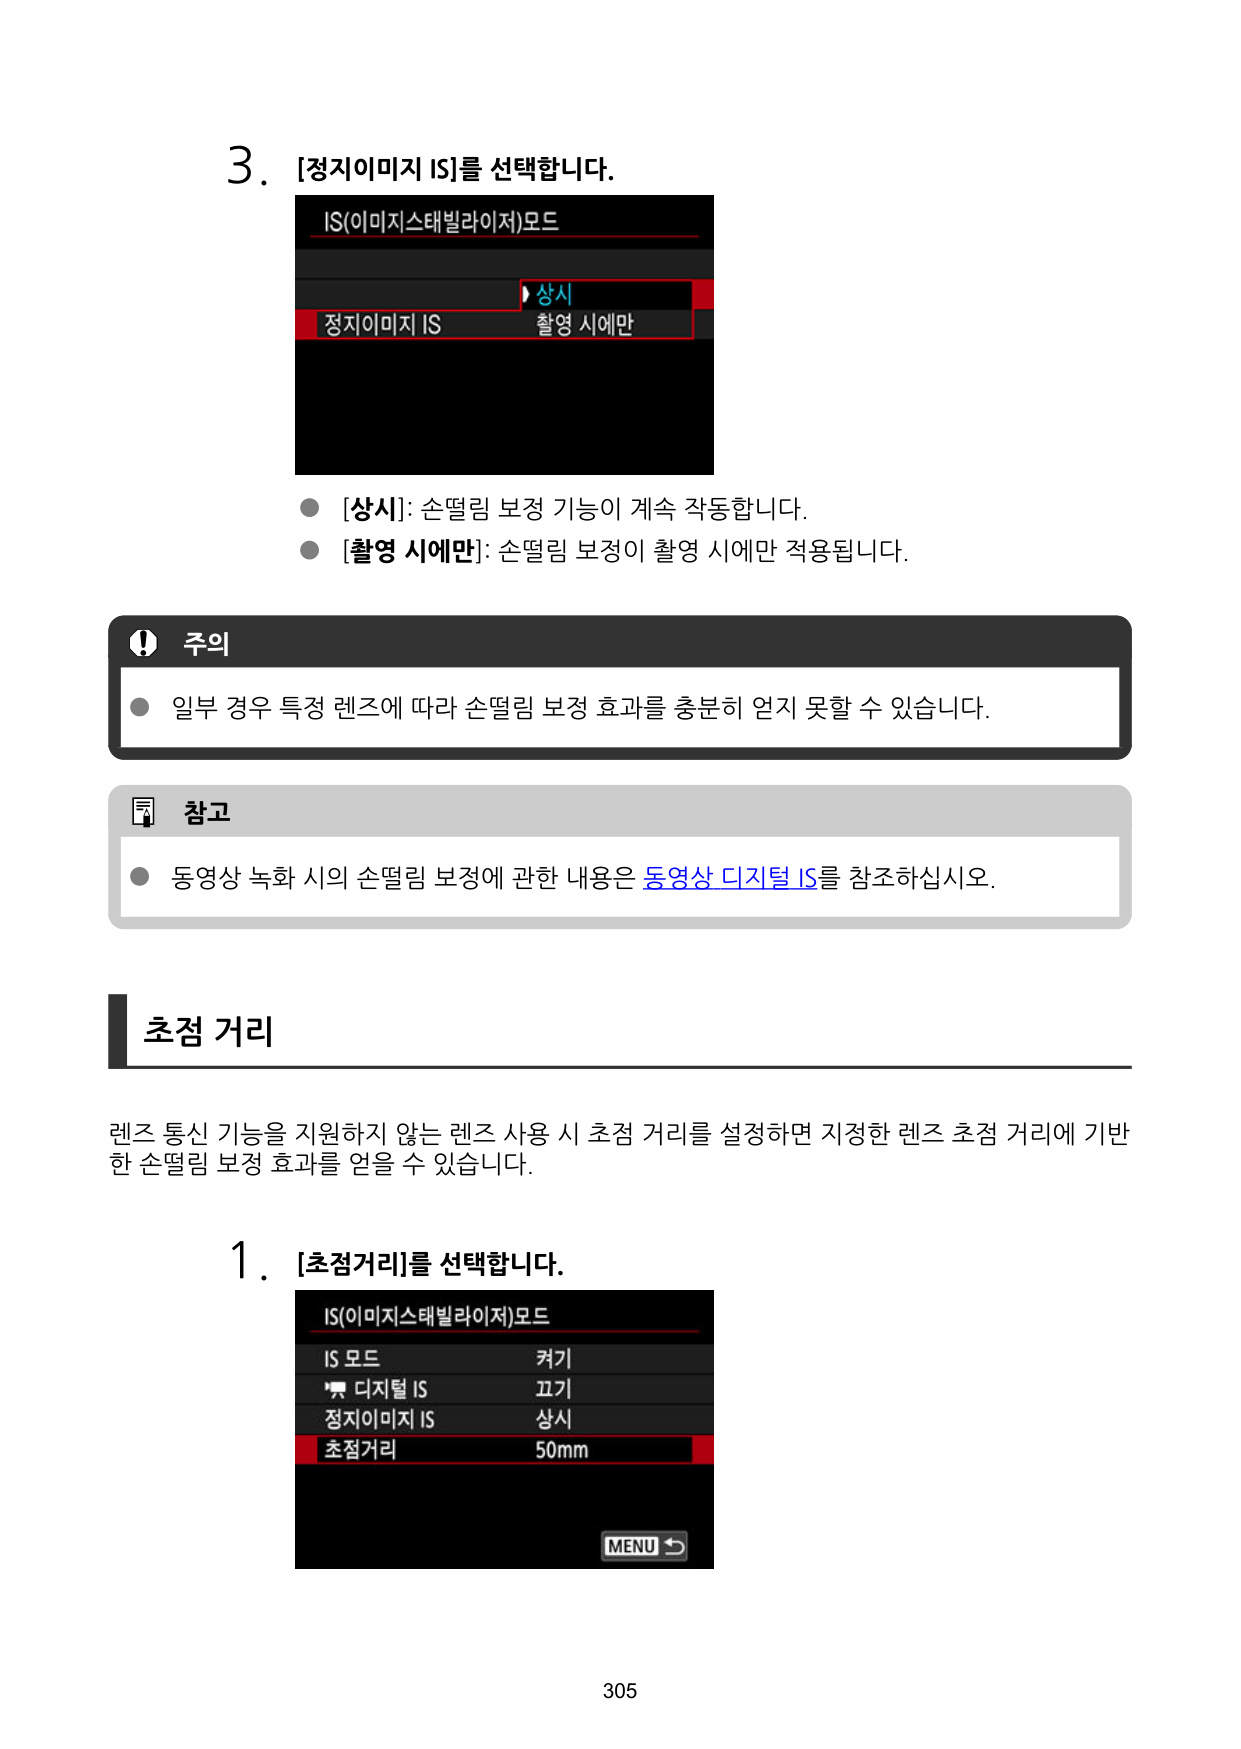 3. [정지이미지 IS]를 선택합니다.
IS(이미지스태빌라이저)모드
상시
정지이미지 IS 촬영 시에만
● [상시]: 손떨림 보정 기능이 계속 작동합니다.
● [촬영 시에만]: 손떨림 보정이 촬영 시에만 적용됩니다.
주의
● 일부 경우 특정 렌즈에 따라 손떨림 보정 효과를 충분히 얻지 못할 수 있습니다.
참고
● 동영상 녹화 시의 손떨림 보정에 관한 내용은 동영상 디지털 IS를 참조하십시오.
초점 거리
렌즈 통신 기능을 지원하지 않는 렌즈 사용 시 초점 거리를 설정하면 지정한 렌즈 초점 거리에 기반
한 손떨림 보정 효과를 얻을 수 있습니다.
1. [초점거리]를 선택합니다.
IS(이미지스태빌라이저)모드
IS 모드 켜기
디지털 IS 끄기
정지이미지 IS 상시
초점거리 50mm
MENU
305